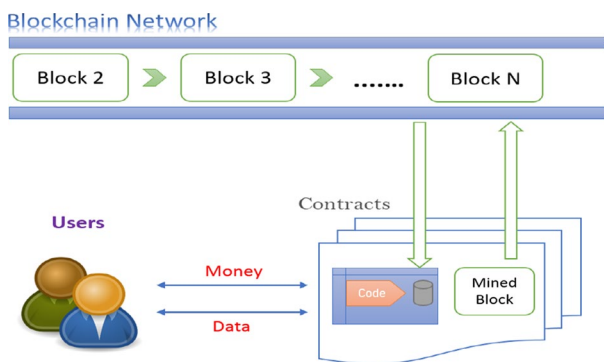 Blockchain Network
Block 2
Block 3
.......
Block N
Contracts
Users
Money
Data
Code
Mined
Block